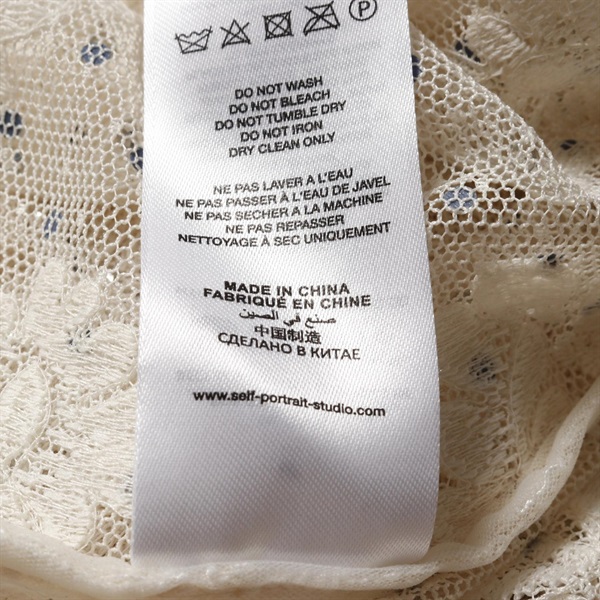 P
DO NOT WASH
DO NOT BLEACH
DO NOT TUMBLE DRY
DO NOT IRON
DRY CLEAN ONLY
NE PAS LAVER À L'EAU
NE PAS PASSER À L'EAU DE JAVEL
NE PAS SECHER A LA MACHINE
NE PAS REPASSER
NETTOYAGE À SEC UNIQUEMENT
MADE IN CHINA
FABRIQUÉ EN CHINE
صنع في الصين
中国制造
СДЕЛАНО В КИТАЕ
www.self-portrait-studio.com